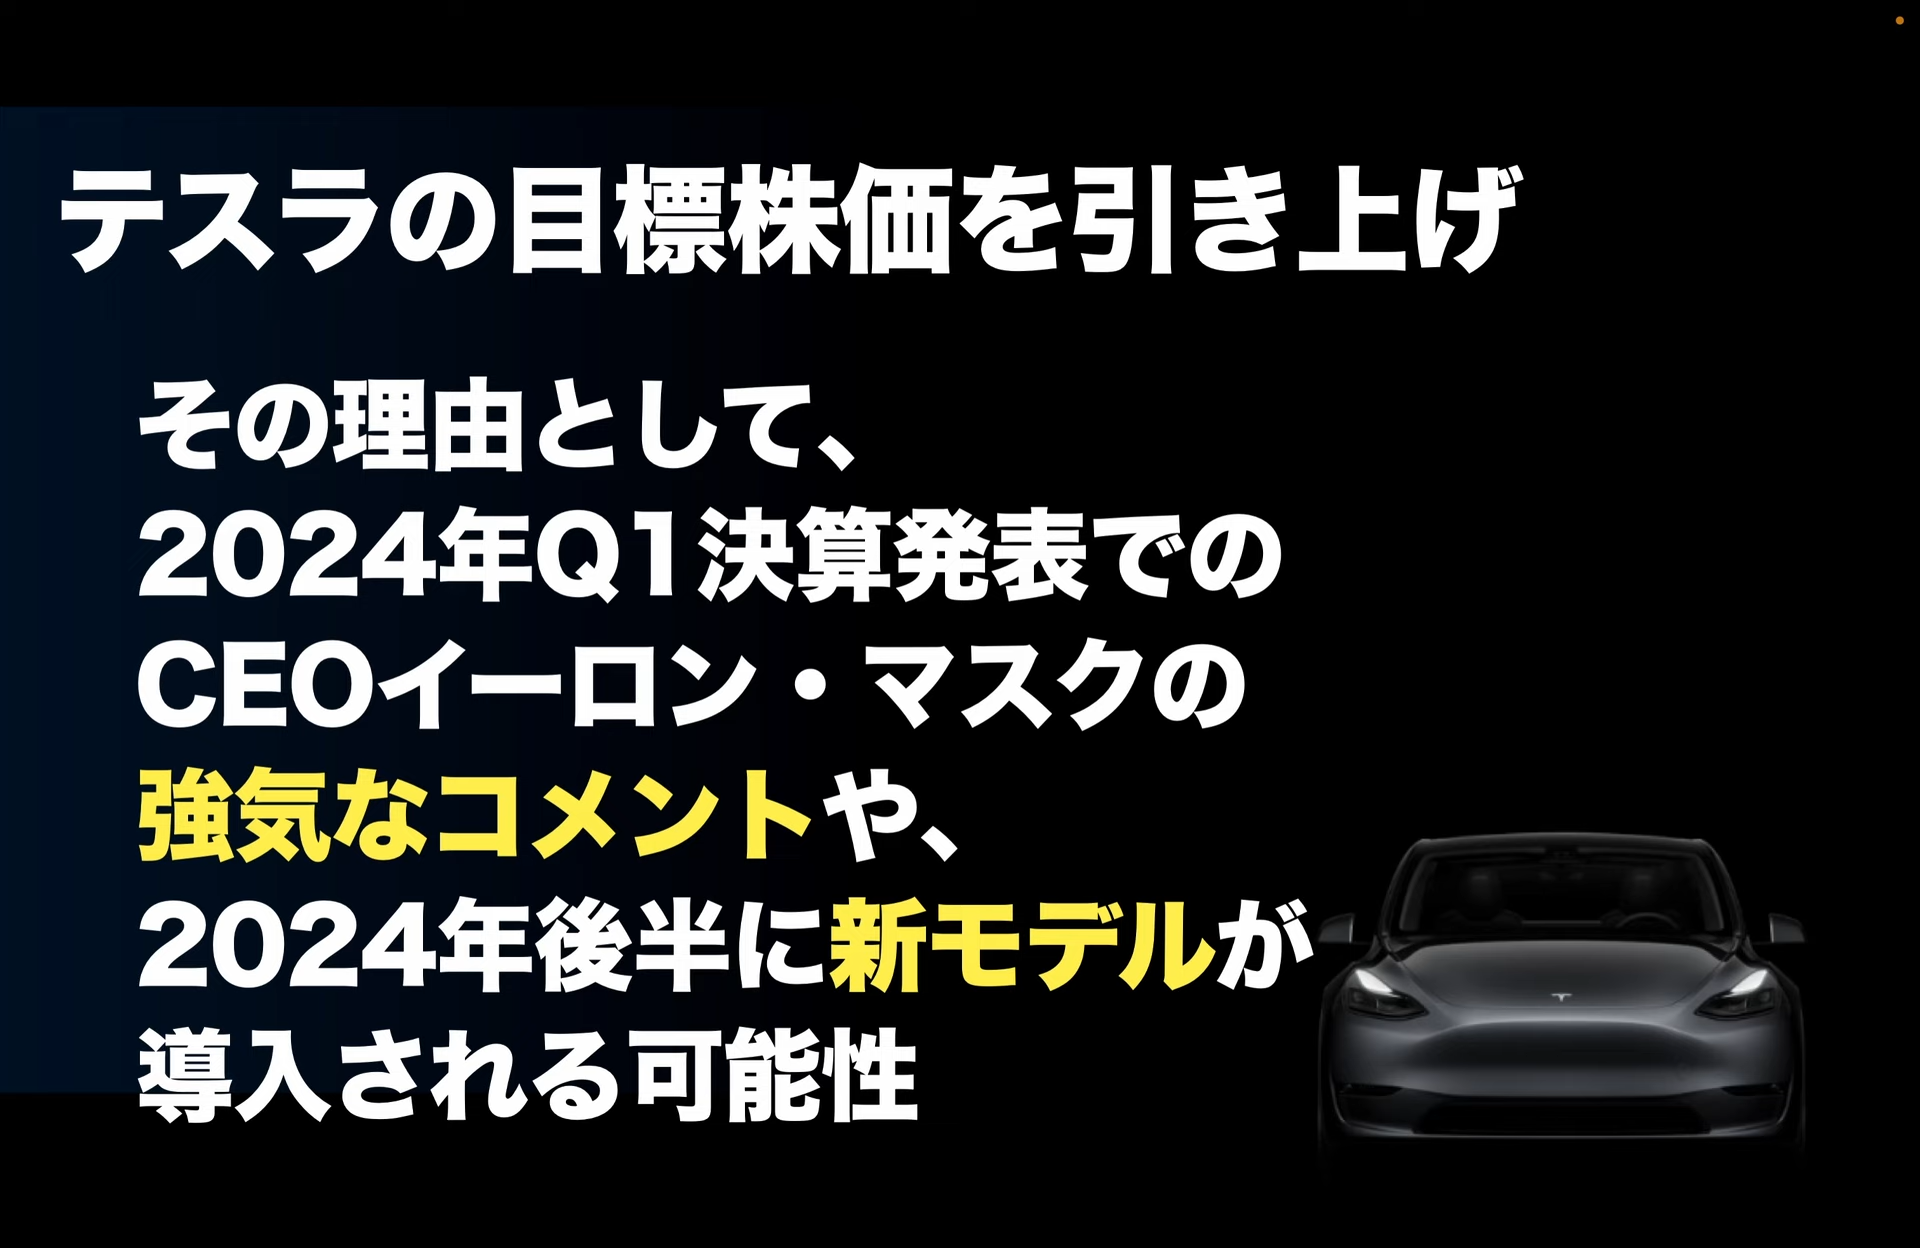 テスラの目標株価を引き上げ
その理由として、
2024年Q1決算発表での
CEOイーロン・マスクの
強気なコメントや、
2024年後半に新モデルが
導入される可能性